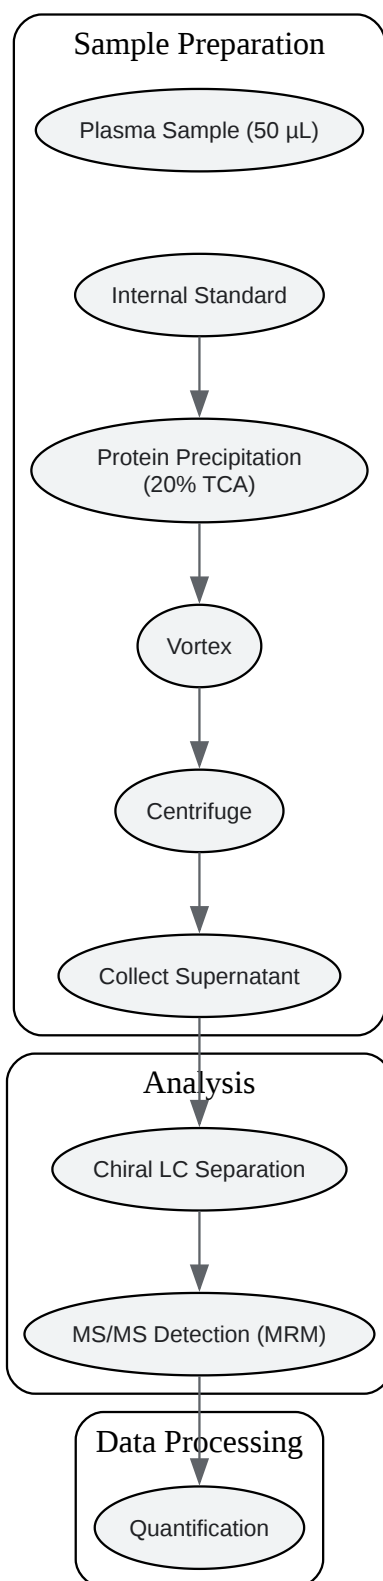 Sample Preparation
Plasma Sample (50 µL)
Internal Standard
Protein Precipitation
(20% TCA)
Vortex
Centrifuge
Collect Supernatant
Analysis
Chiral LC Separation
MS/MS Detection (MRM)
Data Processing
Quantification